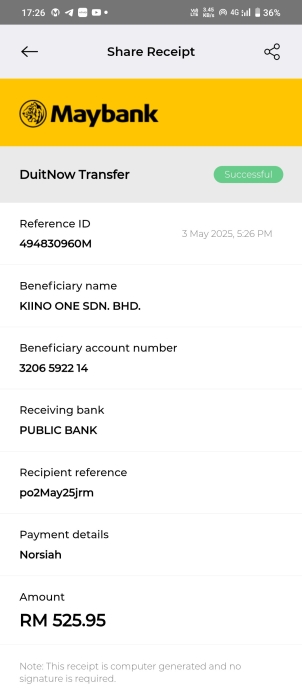 17:26
3.45 KB/s 4G 36%
Share Receipt
Maybank
DuitNow Transfer
Successful
Reference ID
3 May 2025, 5:26 PM
494830960M
Beneficiary name
KIINO ONE SDN. BHD.
Beneficiary account number
3206 5922 14
Receiving bank
PUBLIC BANK
Recipient reference
po2May25jrm
Payment details
Norsiah
Amount
RM 525.95
Note: This receipt is computer generated and no
signature is required.